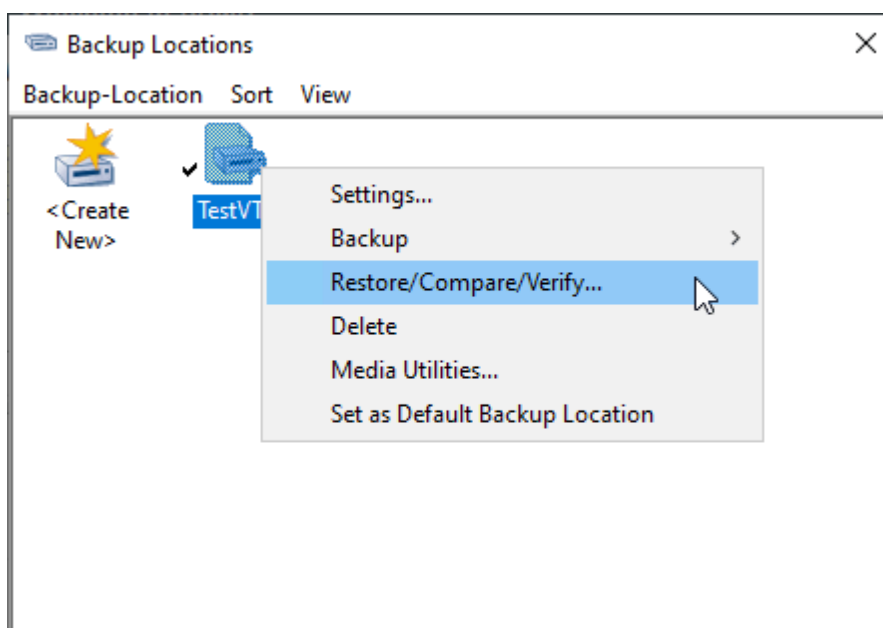 Backup Locations
Backup-Location Sort View
<Create
New>
TestVT
Settings...
Backup
Restore/Compare/Verify...
Delete
Media Utilities...
Set as Default Backup Location